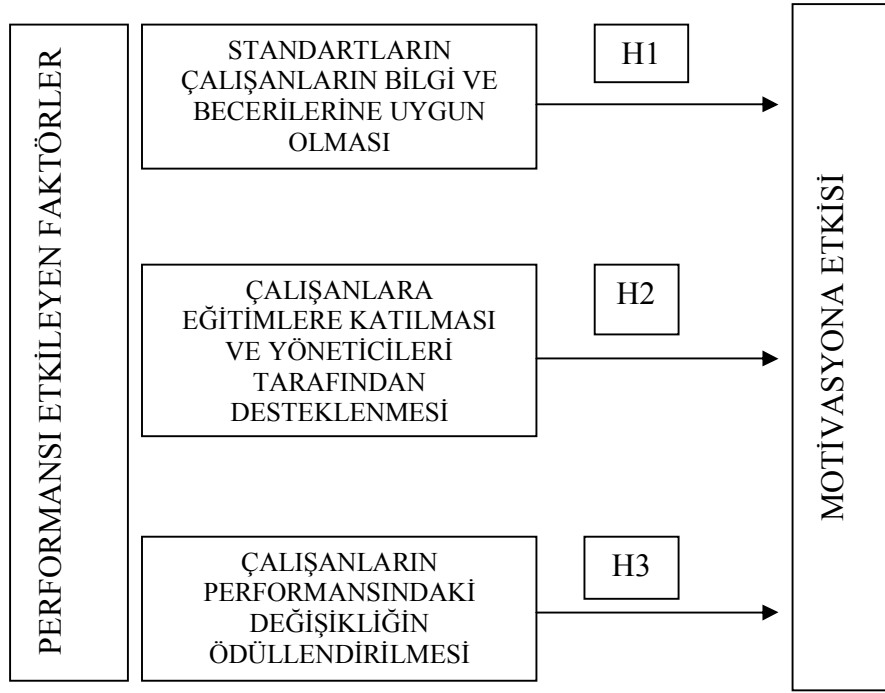 PERFORMANSI ETKİLEYEN FAKTÖRLER
STANDARTLARIN
ÇALIŞANLARIN BİLGİ VE
BECERİLERİNE UYGUN
OLMASI
H1
ÇALIŞANLARA
EĞİTİMLERE KATILMASI
VE YÖNETİCİLERİ
TARAFINDAN
DESTEKLENMESİ
H2
ÇALIŞANLARIN
PERFORMANSINDAKİ
DEĞİŞİKLİĞİN
ÖDÜLLENDİRİLMESİ
H3
MOTİVASYONA ETKİSİ